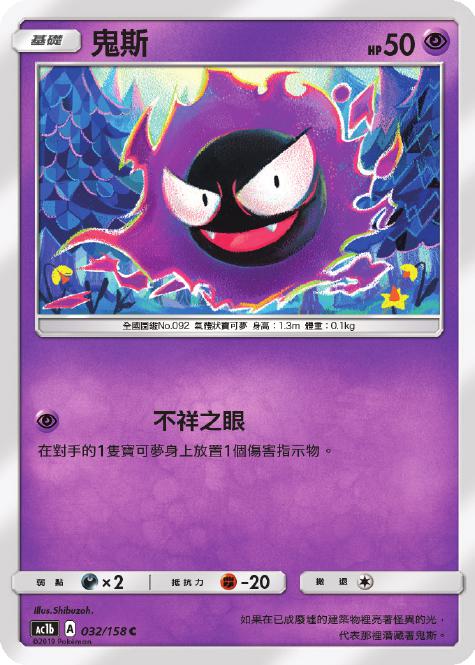 基礎 鬼斯 HP50
全國圖鑑No.092 氣體狀寶可夢 身高：1.3m 體重：0.1kg
不祥之眼
在對手的1隻寶可夢身上放置1個傷害指示物。
弱點 ×2 抵抗力 -20 撤退
Illus.Shibuzoh.
如果在已成廢墟的建築物裡亮著怪異的光，
AC1b A 032/158 C
代表那裡潛藏著鬼斯。
©2019 Pokémon